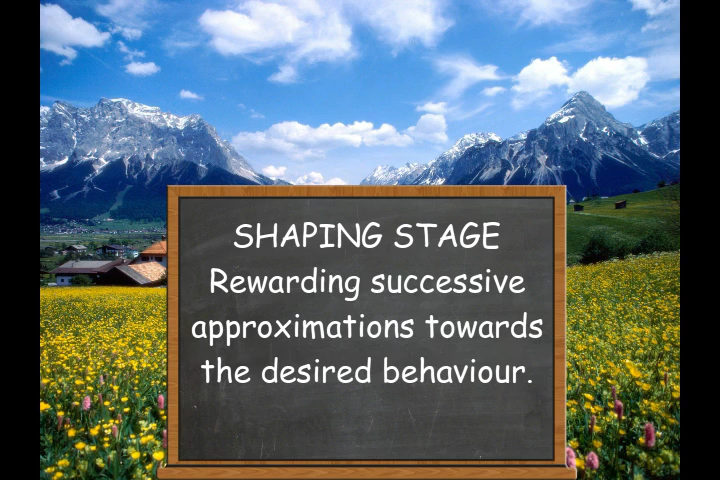 SHAPING STAGE
Rewarding successive
approximations towards
the desired behaviour.